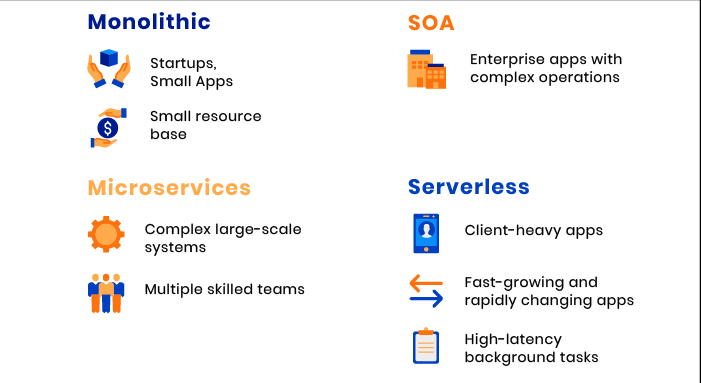 Monolithic
Startups,
Small Apps
$
Small resource
base
SOA
Enterprise apps with
complex operations
Microservices
Complex large-scale
systems
Multiple skilled teams
Serverless
Client-heavy apps
Fast-growing and
rapidly changing apps
High-latency
background tasks